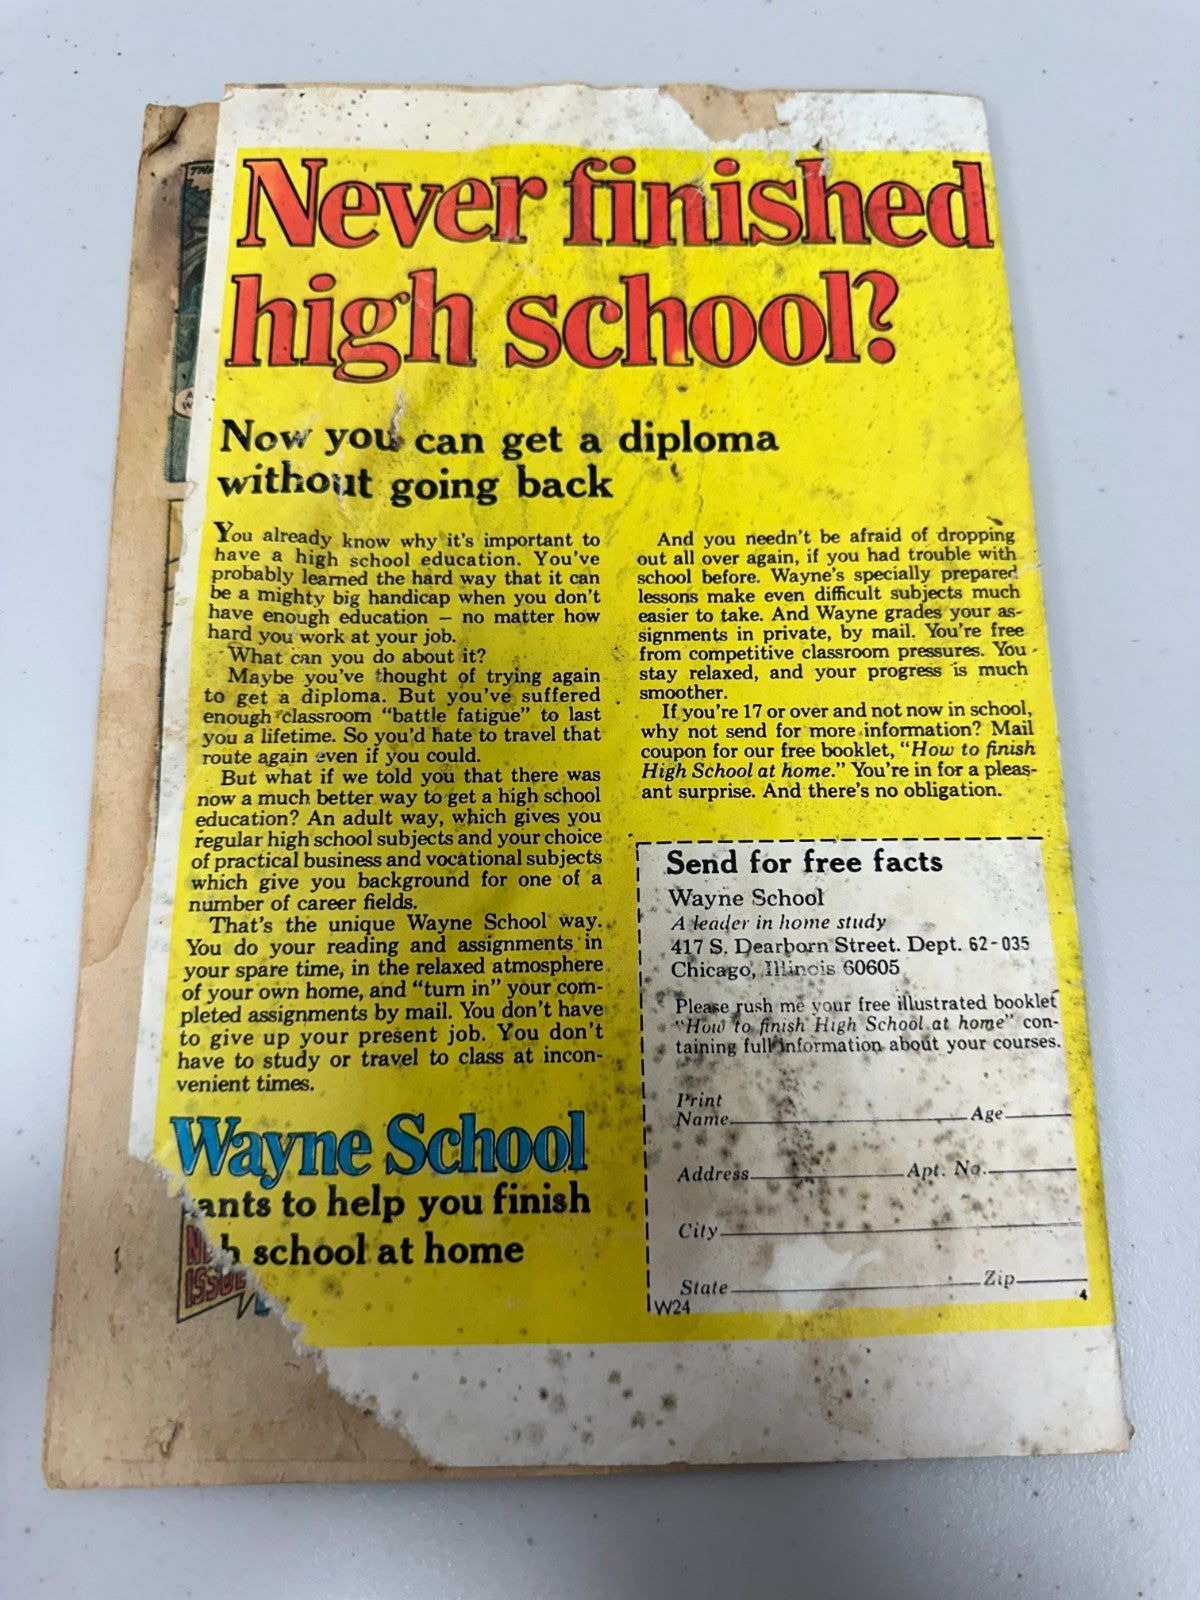 Never finished
high school?
Now you can get a diploma
without going back
You already know why it's important to
have a high school education. You've
probably learned the hard way that it can
be a mighty big handicap when you don't
have enough education – no matter how
hard you work at your job.
What can you do about it?
Maybe you've thought of trying again
to get a diploma. But you've suffered
enough classroom "battle fatigue" to last
you a lifetime. So you'd hate to travel that
route again even if you could.
But what if we told you that there was
now a much better way to get a high school
education? An adult way, which gives you
regular high school subjects and your choice
of practical business and vocational subjects
which give you background for one of a
number of career fields.
That's the unique Wayne School way.
You do your reading and assignments in
your spare time, in the relaxed atmosphere
of your own home, and "turn in" your com-
pleted assignments by mail. You don't have
to give up your present job. You don't
have to study or travel to class at incon-
venient times.
Wayne School
ants to help you finish
h school at home
ISSUE
And you needn't be afraid of dropping
out all over again, if you had trouble with
school before. Wayne's specially prepared
lessons make even difficult subjects much
easier to take. And Wayne grades your as-
signments in private, by mail. You're free
from competitive classroom pressures. You
stay relaxed, and your progress is much
smoother.
If you're 17 or over and not now in school,
why not send for more information? Mail
coupon for our free booklet, "How to finish
High School at home." You're in for a pleas-
ant surprise. And there's no obligation.
Send for free facts
Wayne School
A leader in home study
417 S. Dearborn Street. Dept. 62-035
Chicago, Illinois 60605
Please rush me your free illustrated booklet
"How to finish High School at home" con-
taining full information about your courses.
Print
Name Age
Address Apt. No.
City
State Zip
W24 4